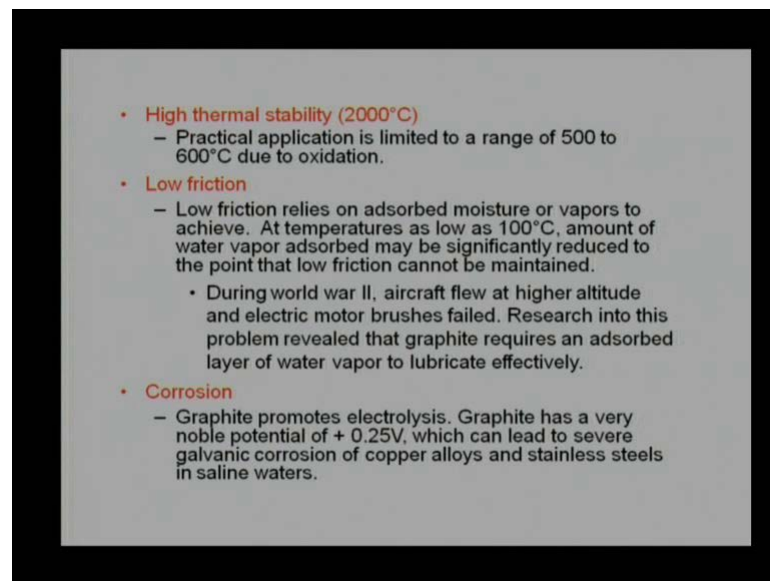 • High thermal stability (2000°C)
– Practical application is limited to a range of 500 to
600°C due to oxidation.
• Low friction
– Low friction relies on adsorbed moisture or vapors to
achieve. At temperatures as low as 100°C, amount of
water vapor adsorbed may be significantly reduced to
the point that low friction cannot be maintained.
• During world war II, aircraft flew at higher altitude
and electric motor brushes failed. Research into this
problem revealed that graphite requires an adsorbed
layer of water vapor to lubricate effectively.
• Corrosion
– Graphite promotes electrolysis. Graphite has a very
noble potential of + 0.25V, which can lead to severe
galvanic corrosion of copper alloys and stainless steels
in saline waters.